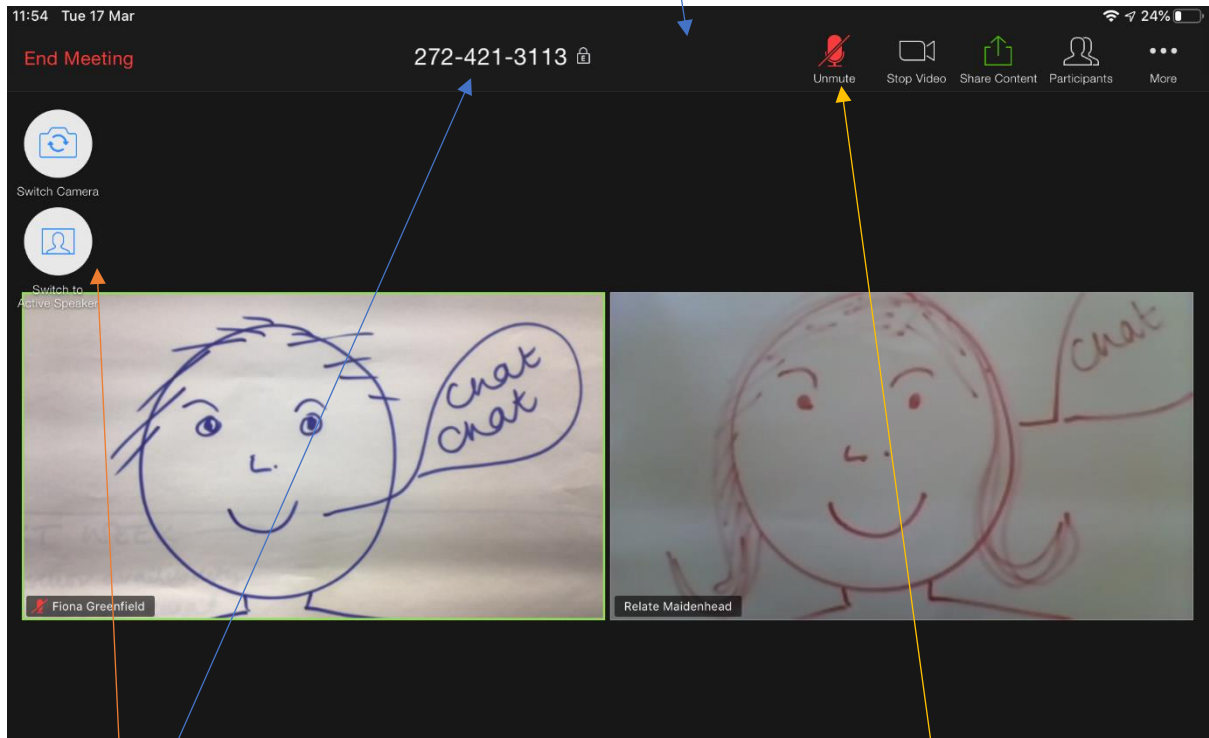 11:54 Tue 17 Mar
24%
End Meeting
272-421-3113
Unmute
Stop Video
Share Content
Participants
More
Switch Camera
Switch to
Active Speaker
chat
chat
chat
Fiona Greenfield
Relate Maidenhead